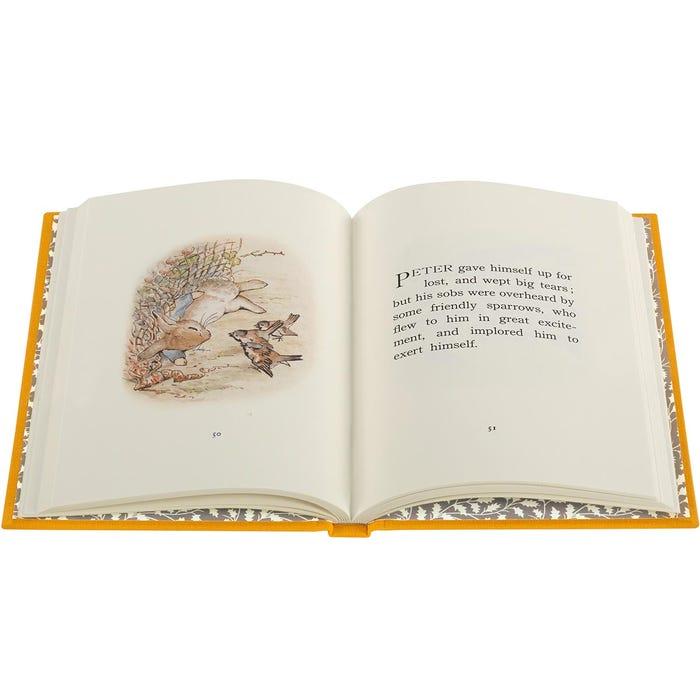 50
PETER gave himself up for
lost, and wept big tears;
but his sobs were overheard by
some friendly sparrows, who
flew to him in great excite-
ment, and implored him to
exert himself.
51